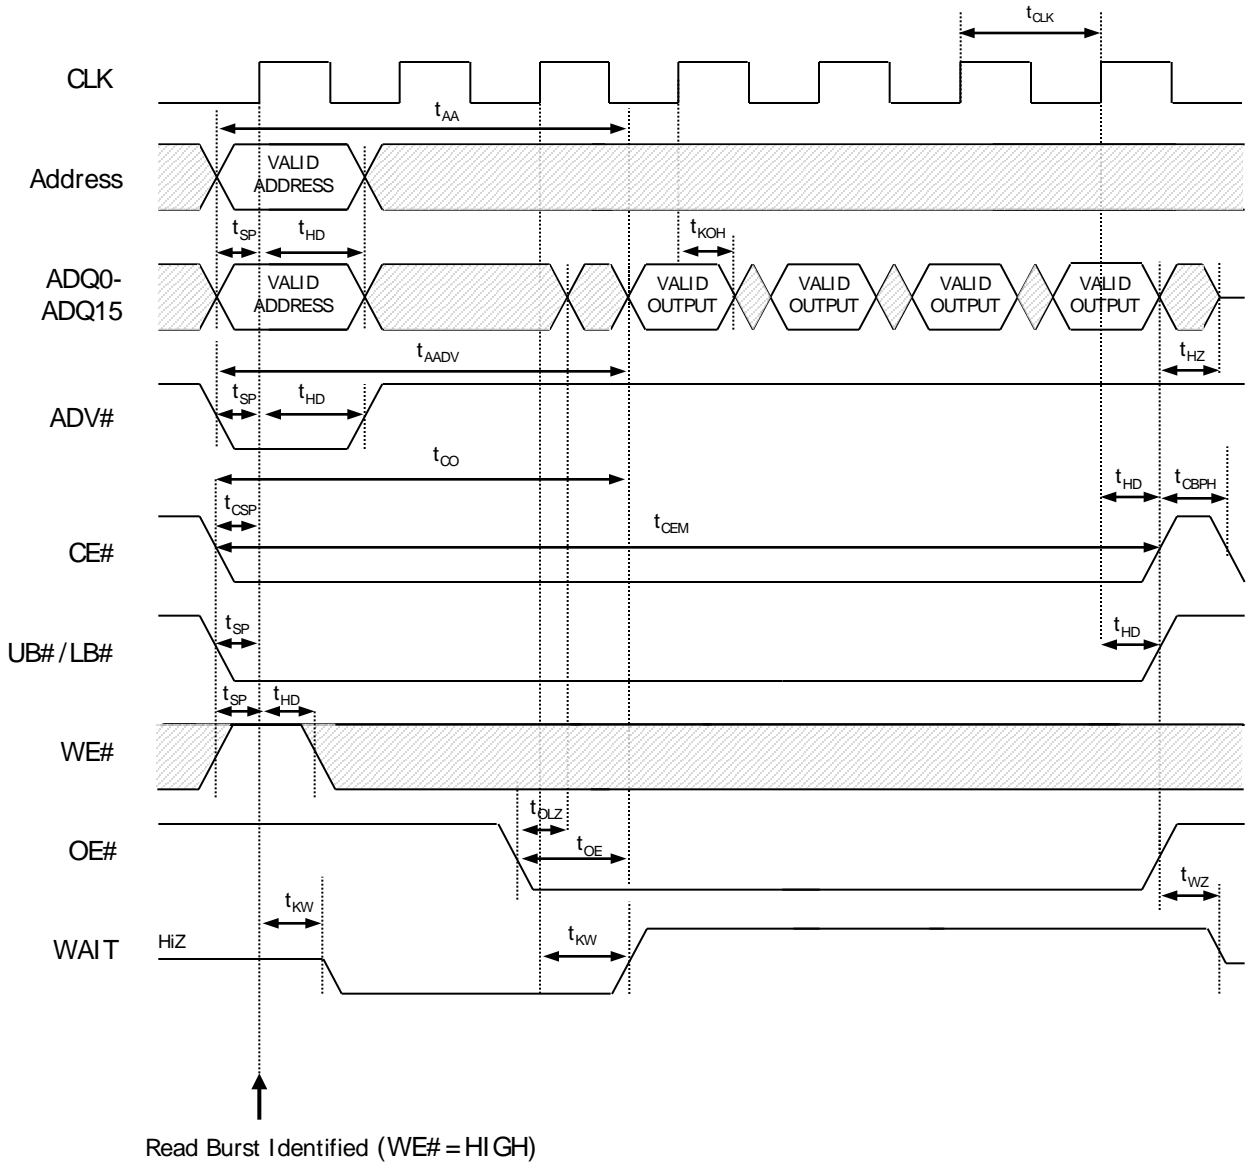 tCLK
CLK
tAA
Address
VALID
ADDRESS
tSP
tHD
tKOH
ADQ0-
ADQ15
VALID
ADDRESS
VALID
OUTPUT
VALID
OUTPUT
VALID
OUTPUT
VALID
OUTPUT
tAADV
tHZ
ADV#
tSP
tHD
tCO
tHD
tCBPH
tCSP
tCEM
CE#
tSP
tHD
UB# / LB#
tSP
tHD
WE#
tOLZ
tOE
OE#
tWZ
tKW
tKW
WAIT
HiZ
Read Burst Identified (WE# = HIGH)